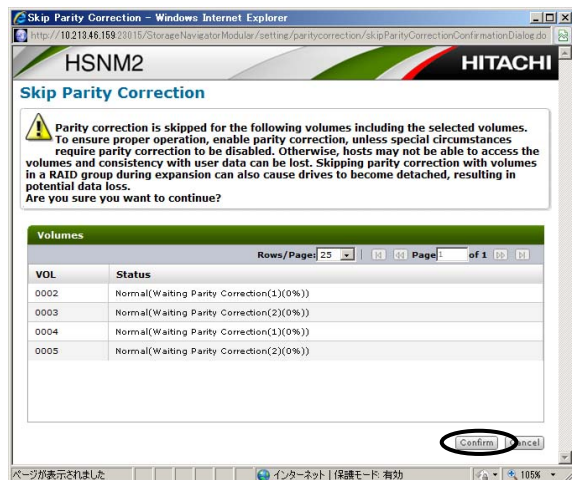 Skip Parity Correction - Windows Internet Explorer
http://10.213.46.159:23015/StorageNavigatorModular/setting/paritycorrection/skipParityCorrectionConfirmationDialog.do
HSNM2 HITACHI
Skip Parity Correction
Parity correction is skipped for the following volumes including the selected volumes.
To ensure proper operation, enable parity correction, unless special circumstances
require parity correction to be disabled. Otherwise, hosts may not be able to access the
volumes and consistency with user data can be lost. Skipping parity correction with volumes
in a RAID group during expansion can also cause drives to become detached, resulting in
potential data loss.
Are you sure you want to continue?
Volumes
Rows/Page: 25 Page 1 of 1
VOL Status
0002 Normal(Waiting Parity Correction(1)(0%))
0003 Normal(Waiting Parity Correction(2)(0%))
0004 Normal(Waiting Parity Correction(1)(0%))
0005 Normal(Waiting Parity Correction(2)(0%))
Confirm Cancel
ページが表示されました インターネット | 保護モード: 有効 105%